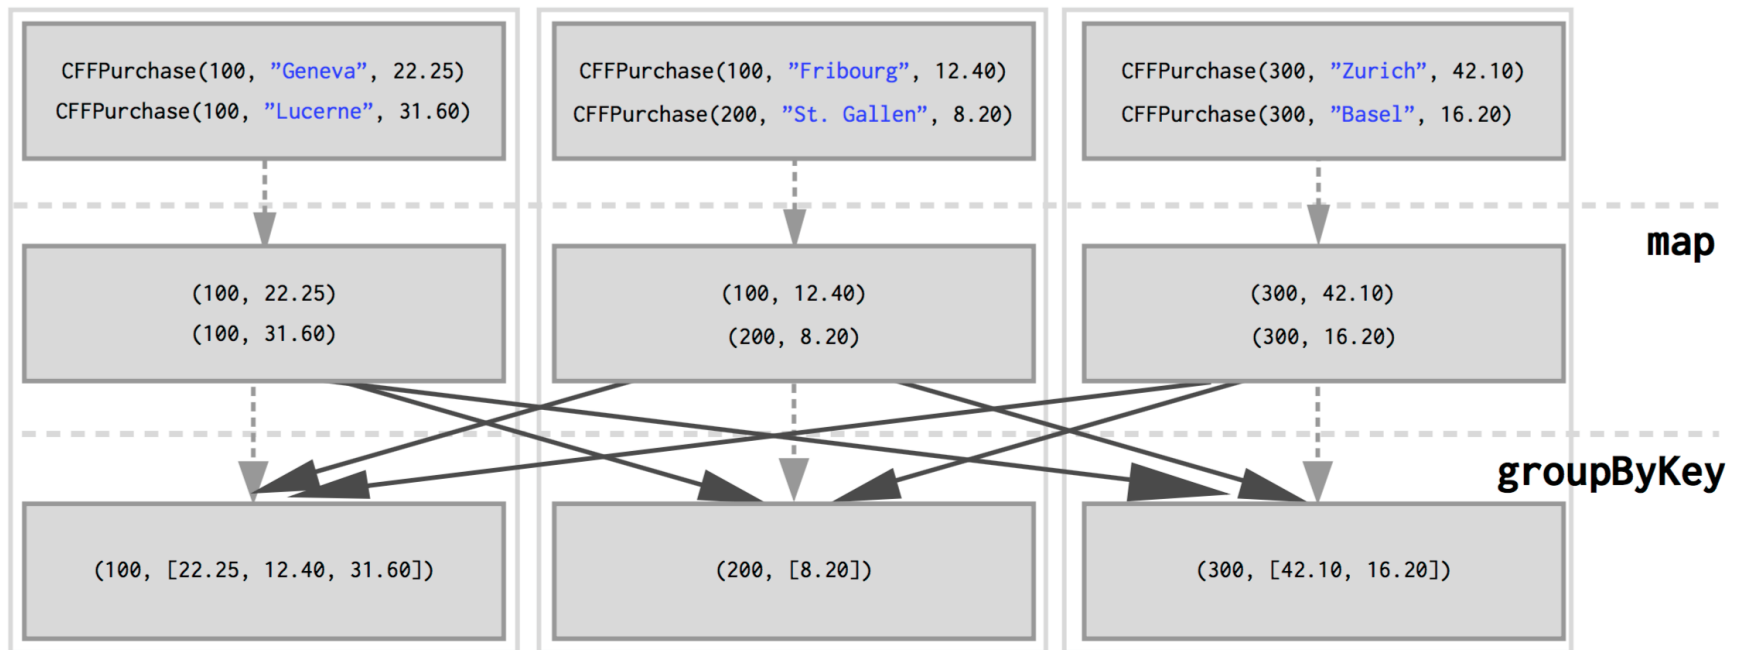 CFFPurchase(100, ”Geneva”, 22.25)
CFFPurchase(100, ”Lucerne”, 31.60)
CFFPurchase(100, ”Fribourg”, 12.40)
CFFPurchase(200, ”St. Gallen”, 8.20)
CFFPurchase(300, ”Zurich”, 42.10)
CFFPurchase(300, ”Basel”, 16.20)
map
(100, 22.25)
(100, 31.60)
(100, 12.40)
(200, 8.20)
(300, 42.10)
(300, 16.20)
groupByKey
(100, [22.25, 12.40, 31.60])
(200, [8.20])
(300, [42.10, 16.20])